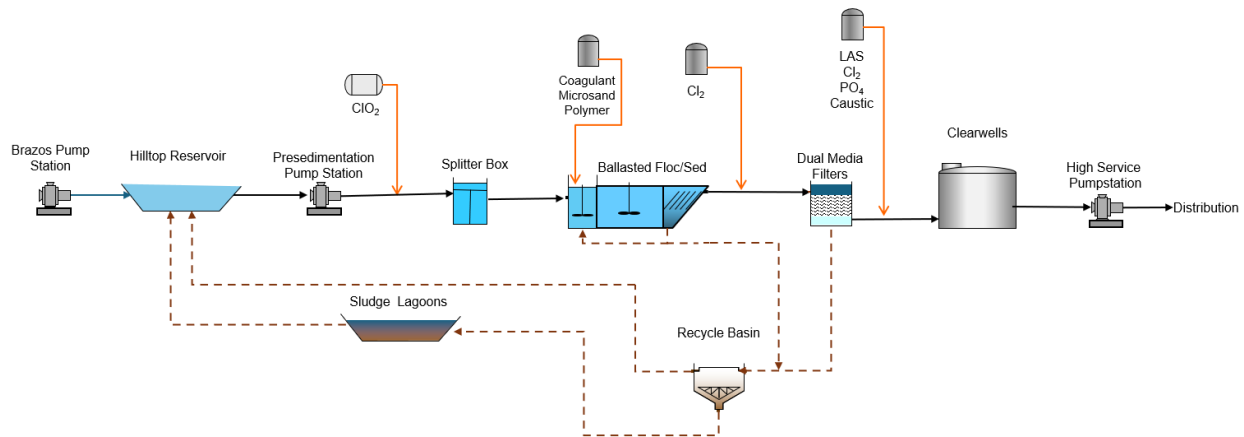 Brazos Pump
Station
Hilltop Reservoir
Presedimentation
Pump Station
ClO₂
Splitter Box
Coagulant
Microsand
Polymer
Ballasted Floc/Sed
Cl₂
Dual Media
Filters
LAS
Cl₂
PO₄
Caustic
Clearwells
High Service
Pumpstation
Distribution
Sludge Lagoons
Recycle Basin